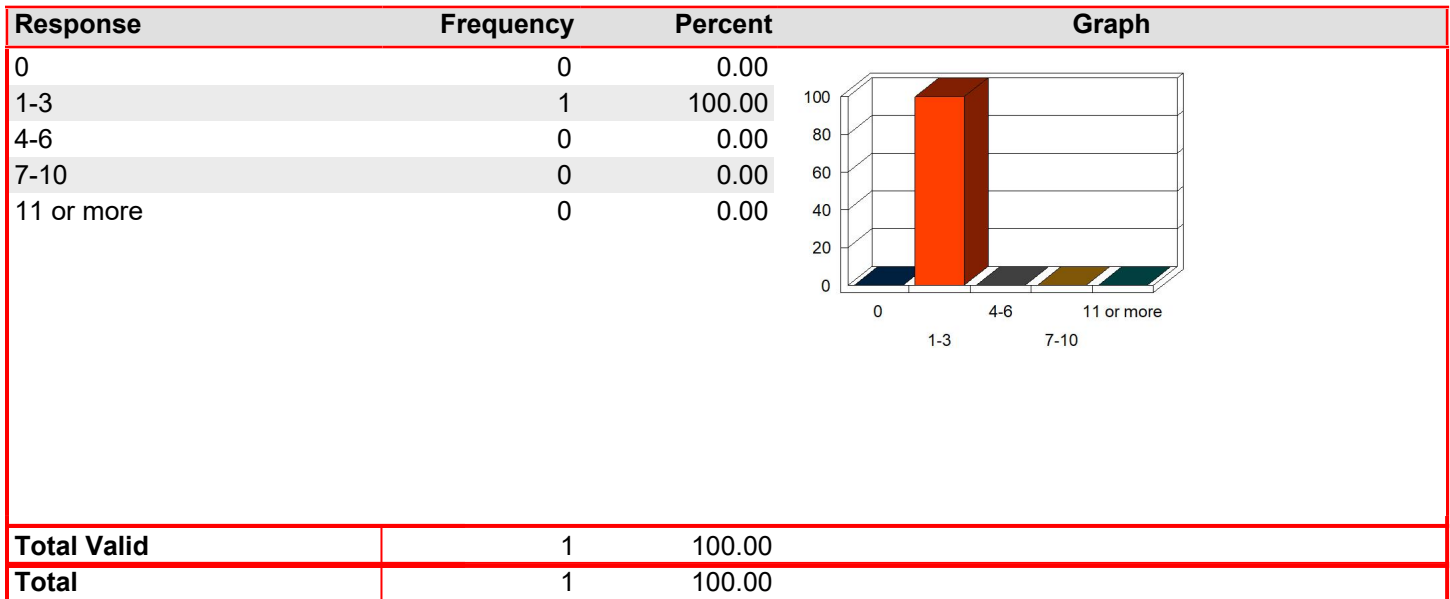 Response Frequency Percent Graph
0 0 0.00
1-3 1 100.00
4-6 0 0.00
7-10 0 0.00
11 or more 0 0.00
100
80
60
40
20
0
0 4-6 11 or more
1-3 7-10
Total Valid 1 100.00
Total 1 100.00